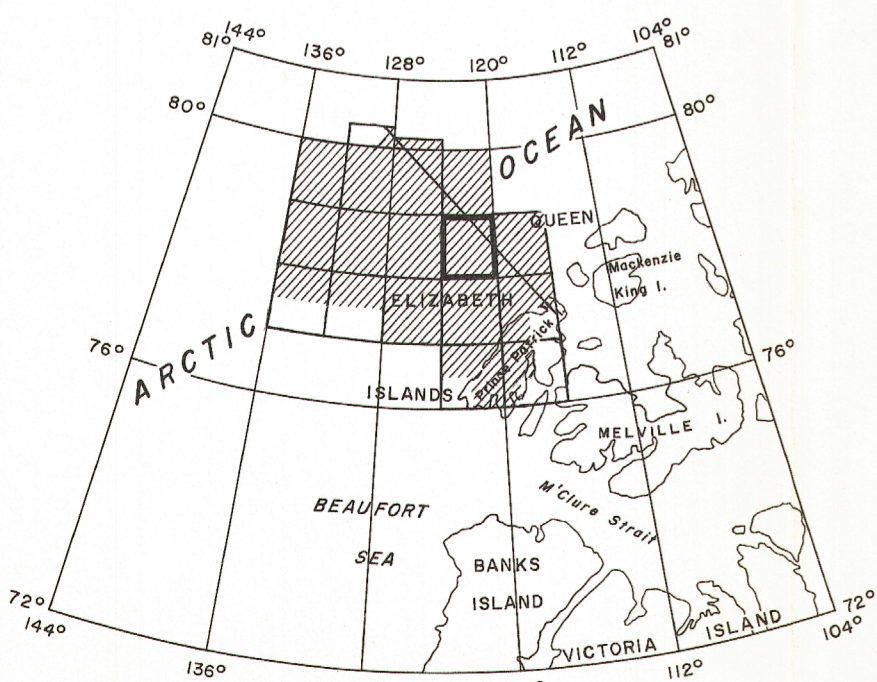 144° 136° 128° 120° 112° 104°
81° 81°
80° 80°
ARCTIC OCEAN
QUEEN
ELIZABETH
ISLANDS
Mackenzie
King I.
Prince Patrick I.
76° 76°
MELVILLE I.
M'Clure Strait
BEAUFORT
SEA
BANKS
ISLAND
VICTORIA ISLAND
72° 72°
144° 136° 112° 104°